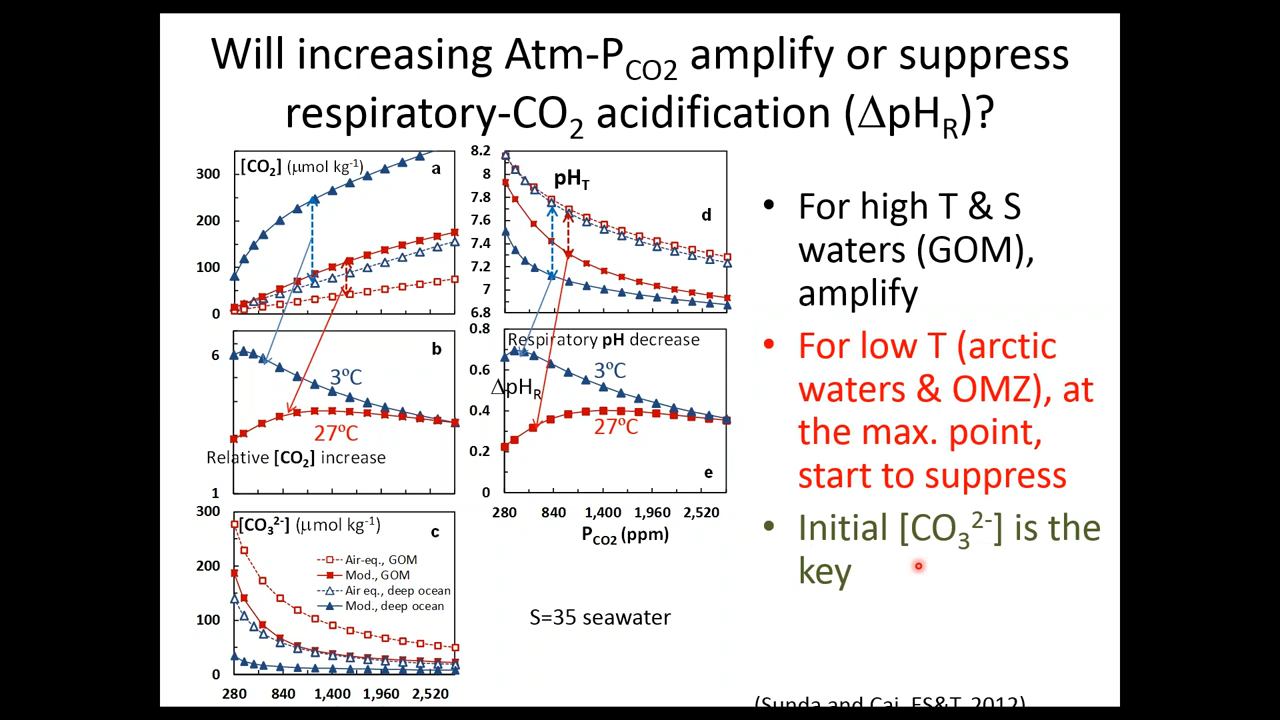 Will increasing Atm-P_CO2 amplify or suppress
respiratory-CO2 acidification (ΔpH_R)?
[CO2] (μmol kg-1)
a
300
200
100
0
b
6
3ºC
27ºC
Relative [CO2] increase
1
[CO3 2-] (μmol kg-1)
c
300
200
100
0
Air-eq., GOM
Mod., GOM
Air eq., deep ocean
Mod., deep ocean
280 840 1,400 1,960 2,520
8.2
8
7.8
7.6
7.4
7.2
7
6.8
pH_T
d
0.8
0.6
0.4
0.2
0
Respiratory pH decrease
ΔpH_R
3ºC
27ºC
e
280 840 1,400 1,960 2,520
P_CO2 (ppm)
S=35 seawater
• For high T & S
waters (GOM),
amplify
• For low T (arctic
waters & OMZ), at
the max. point,
start to suppress
• Initial [CO3 2-] is the
key
(Sunda and Cai, ES&T, 2012)